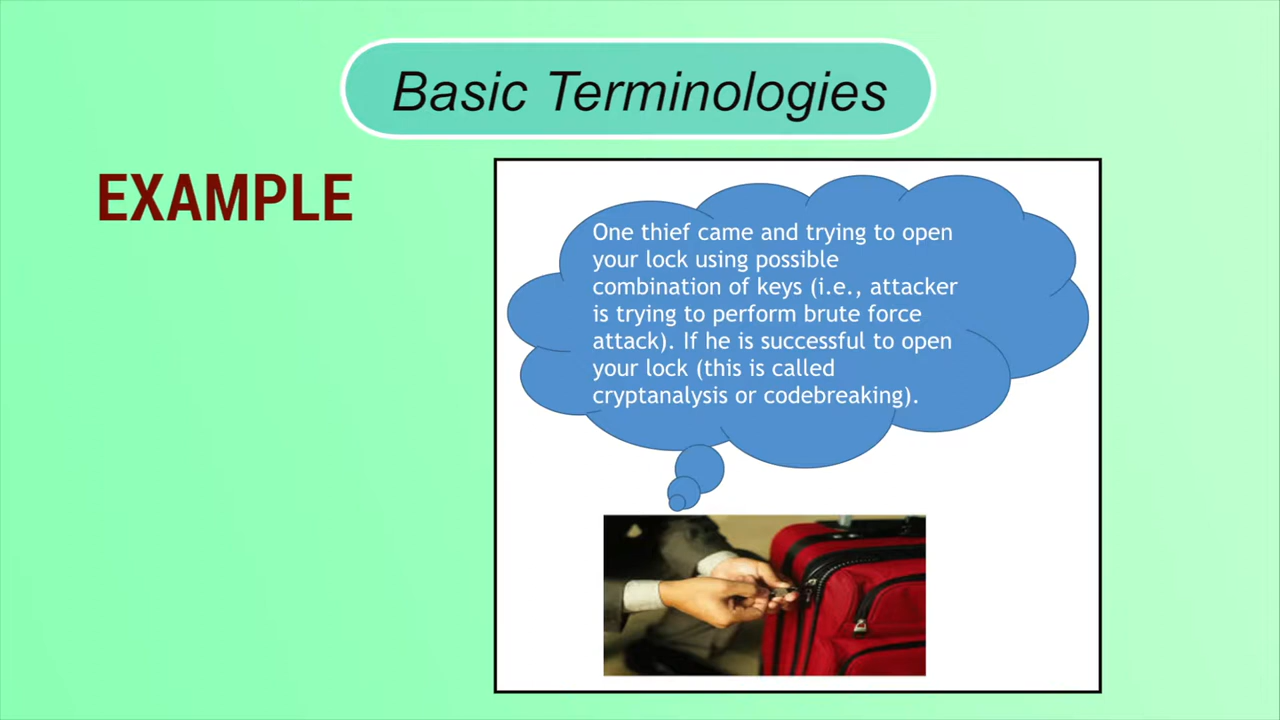 Basic Terminologies
EXAMPLE
One thief came and trying to open
your lock using possible
combination of keys (i.e., attacker
is trying to perform brute force
attack). If he is successful to open
your lock (this is called
cryptanalysis or codebreaking).